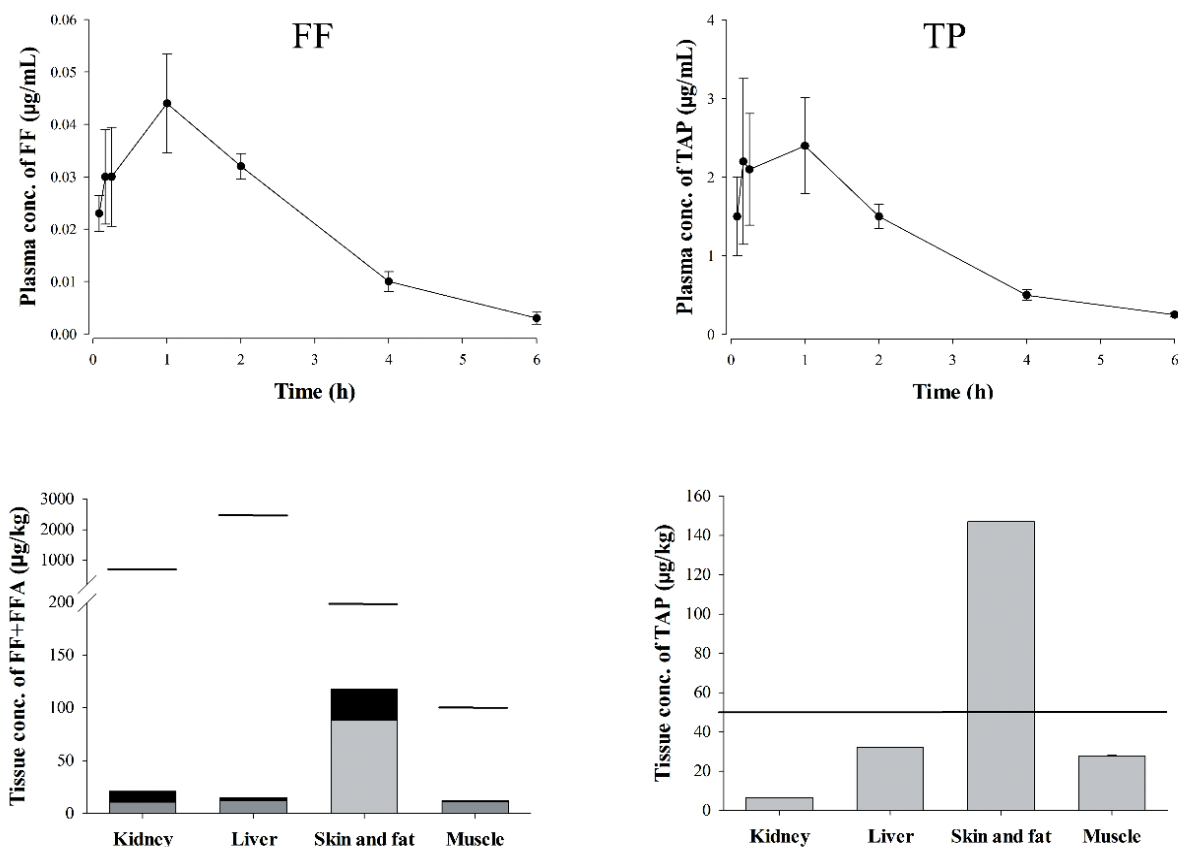 FF
Plasma conc. of FF (µg/mL)
0.06
0.05
0.04
0.03
0.02
0.01
0.00
0 1 2 3 4 6
Time (h)
TP
Plasma conc. of TAP (µg/mL)
4
3
2
1
0
0 1 2 3 4 6
Time (h)
Tissue conc. of FF+FFA (µg/kg)
3000
2000
1000
200
150
100
50
0
Kidney Liver Skin and fat Muscle
Tissue conc. of TAP (µg/kg)
160
140
120
100
80
60
40
20
0
Kidney Liver Skin and fat Muscle